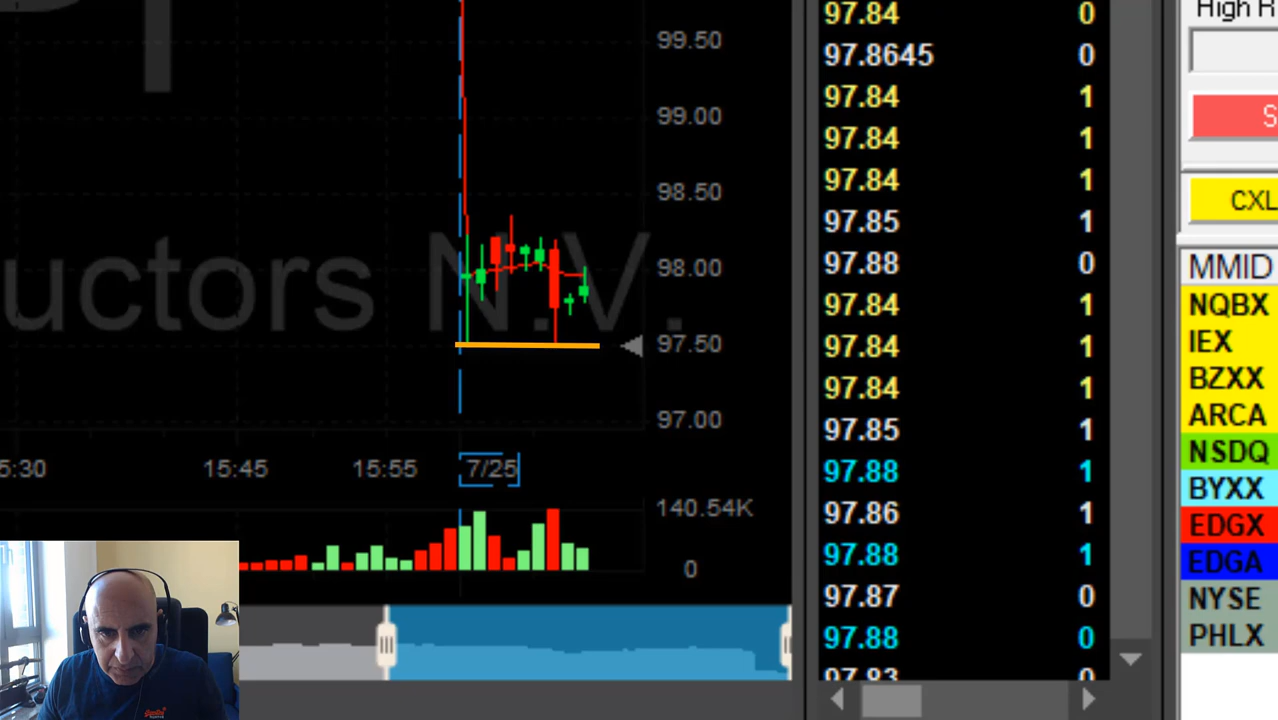 99.50
99.00
98.50
98.00
97.50
97.00
uctors N.V.
5:30 15:45 15:55 7/25
140.54K
0
97.84 0
97.8645 0
97.84 1
97.84 1
97.84 1
97.85 1
97.88 0
97.84 1
97.84 1
97.84 1
97.85 1
97.88 1
97.86 1
97.88 1
97.87 0
97.88 0
97.83 0
High R
S
CXL
MMID
NQBX
IEX
BZXX
ARCA
NSDQ
BYXX
EDGX
EDGA
NYSE
PHLX